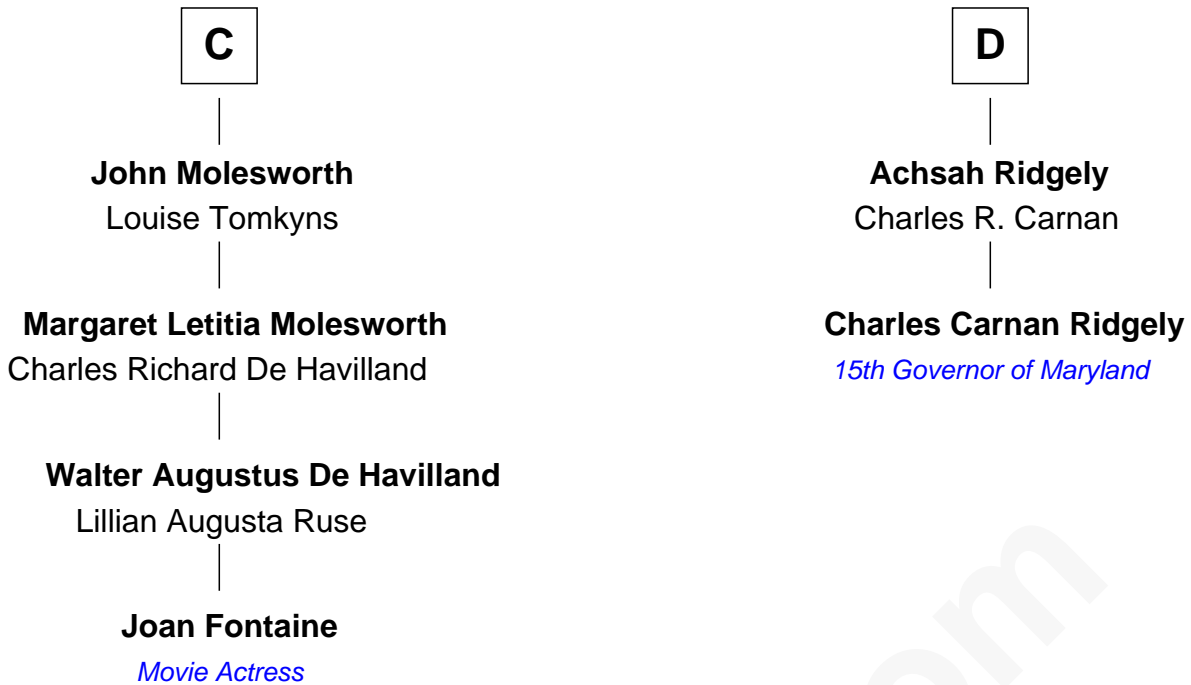 C
John Molesworth
Louise Tomkyns
Margaret Letitia Molesworth
Charles Richard De Havilland
Walter Augustus De Havilland
Lillian Augusta Ruse
Joan Fontaine
Movie Actress
D
Achsah Ridgely
Charles R. Carnan
Charles Carnan Ridgely
15th Governor of Maryland
om